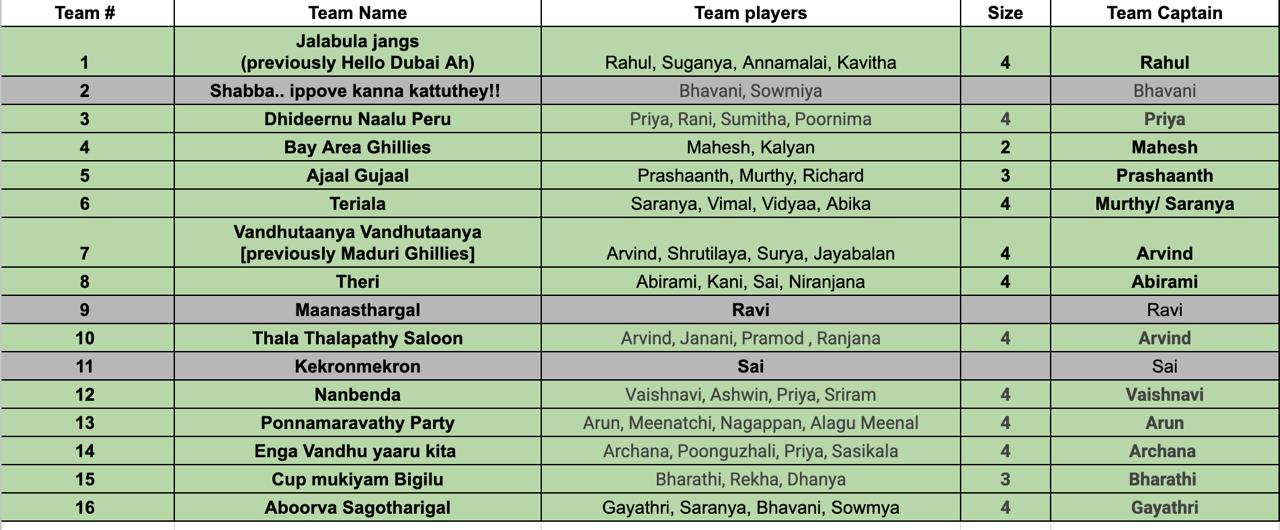 Team # Team Name Team players Size Team Captain
Jalabula jangs
1 (previously Hello Dubai Ah) Rahul, Suganya, Annamalai, Kavitha 4 Rahul
2 Shabba.. ippove kanna kattuthey!! Bhavani, Sowmiya Bhavani
3 Dhideernu Naalu Peru Priya, Rani, Sumitha, Poornima 4 Priya
4 Bay Area Ghillies Mahesh, Kalyan 2 Mahesh
5 Ajaal Gujaal Prashaanth, Murthy, Richard 3 Prashaanth
6 Teriala Saranya, Vimal, Vidyaa, Abika 4 Murthy/ Saranya
Vandhutaanya Vandhutaanya
7 [previously Maduri Ghillies] Arvind, Shrutilaya, Surya, Jayabalan 4 Arvind
8 Theri Abirami, Kani, Sai, Niranjana 4 Abirami
9 Maanasthargal Ravi Ravi
10 Thala Thalapathy Saloon Arvind, Janani, Pramod , Ranjana 4 Arvind
11 Kekronmekron Sai Sai
12 Nanbenda Vaishnavi, Ashwin, Priya, Sriram 4 Vaishnavi
13 Ponnamaravathy Party Arun, Meenatchi, Nagappan, Alagu Meenal 4 Arun
14 Enga Vandhu yaaru kita Archana, Poonguzhali, Priya, Sasikala 4 Archana
15 Cup mukiyam Bigilu Bharathi, Rekha, Dhanya 3 Bharathi
16 Aboorva Sagotharigal Gayathri, Saranya, Bhavani, Sowmya 4 Gayathri